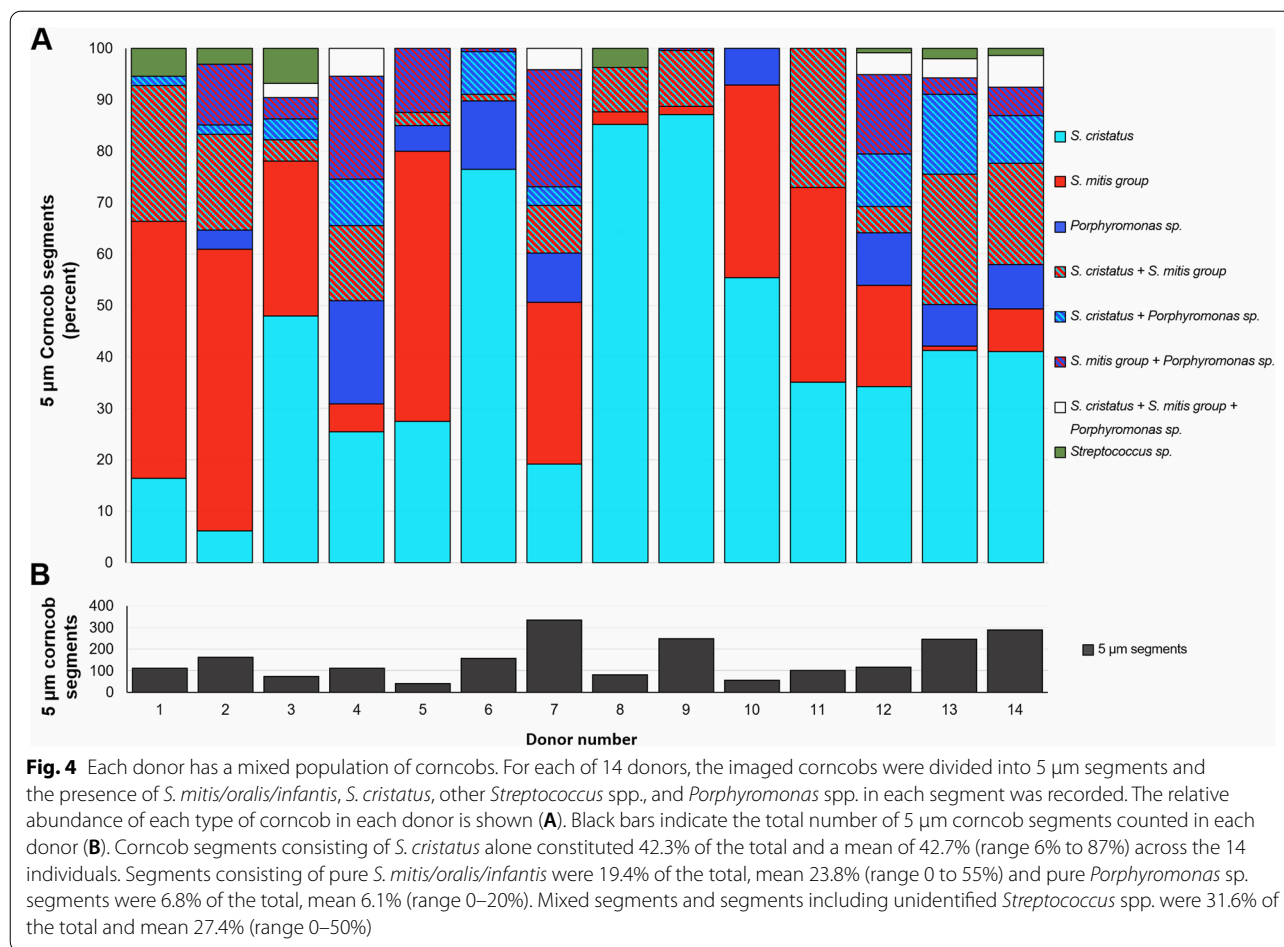 A
100
90
80
70
60
50
40
30
20
10
0
5 µm Corncob segments
(percent)
S. cristatus
S. mitis group
Porphyromonas sp.
S. cristatus + S. mitis group
S. cristatus + Porphyromonas sp.
S. mitis group + Porphyromonas sp.
S. cristatus + S. mitis group +
Porphyromonas sp.
Streptococcus sp.
B
400
300
200
100
0
5 µm corncob
segments
5 µm segments
1 2 3 4 5 6 7 8 9 10 11 12 13 14
Donor number
Fig. 4 Each donor has a mixed population of corncobs. For each of 14 donors, the imaged corncobs were divided into 5 µm segments and
the presence of S. mitis/oralis/infantis, S. cristatus, other Streptococcus spp., and Porphyromonas spp. in each segment was recorded. The relative
abundance of each type of corncob in each donor is shown (A). Black bars indicate the total number of 5 µm corncob segments counted in each
donor (B). Corncob segments consisting of S. cristatus alone constituted 42.3% of the total and a mean of 42.7% (range 6% to 87%) across the 14
individuals. Segments consisting of pure S. mitis/oralis/infantis were 19.4% of the total, mean 23.8% (range 0 to 55%) and pure Porphyromonas sp.
segments were 6.8% of the total, mean 6.1% (range 0–20%). Mixed segments and segments including unidentified Streptococcus spp. were 31.6% of
the total and mean 27.4% (range 0–50%)